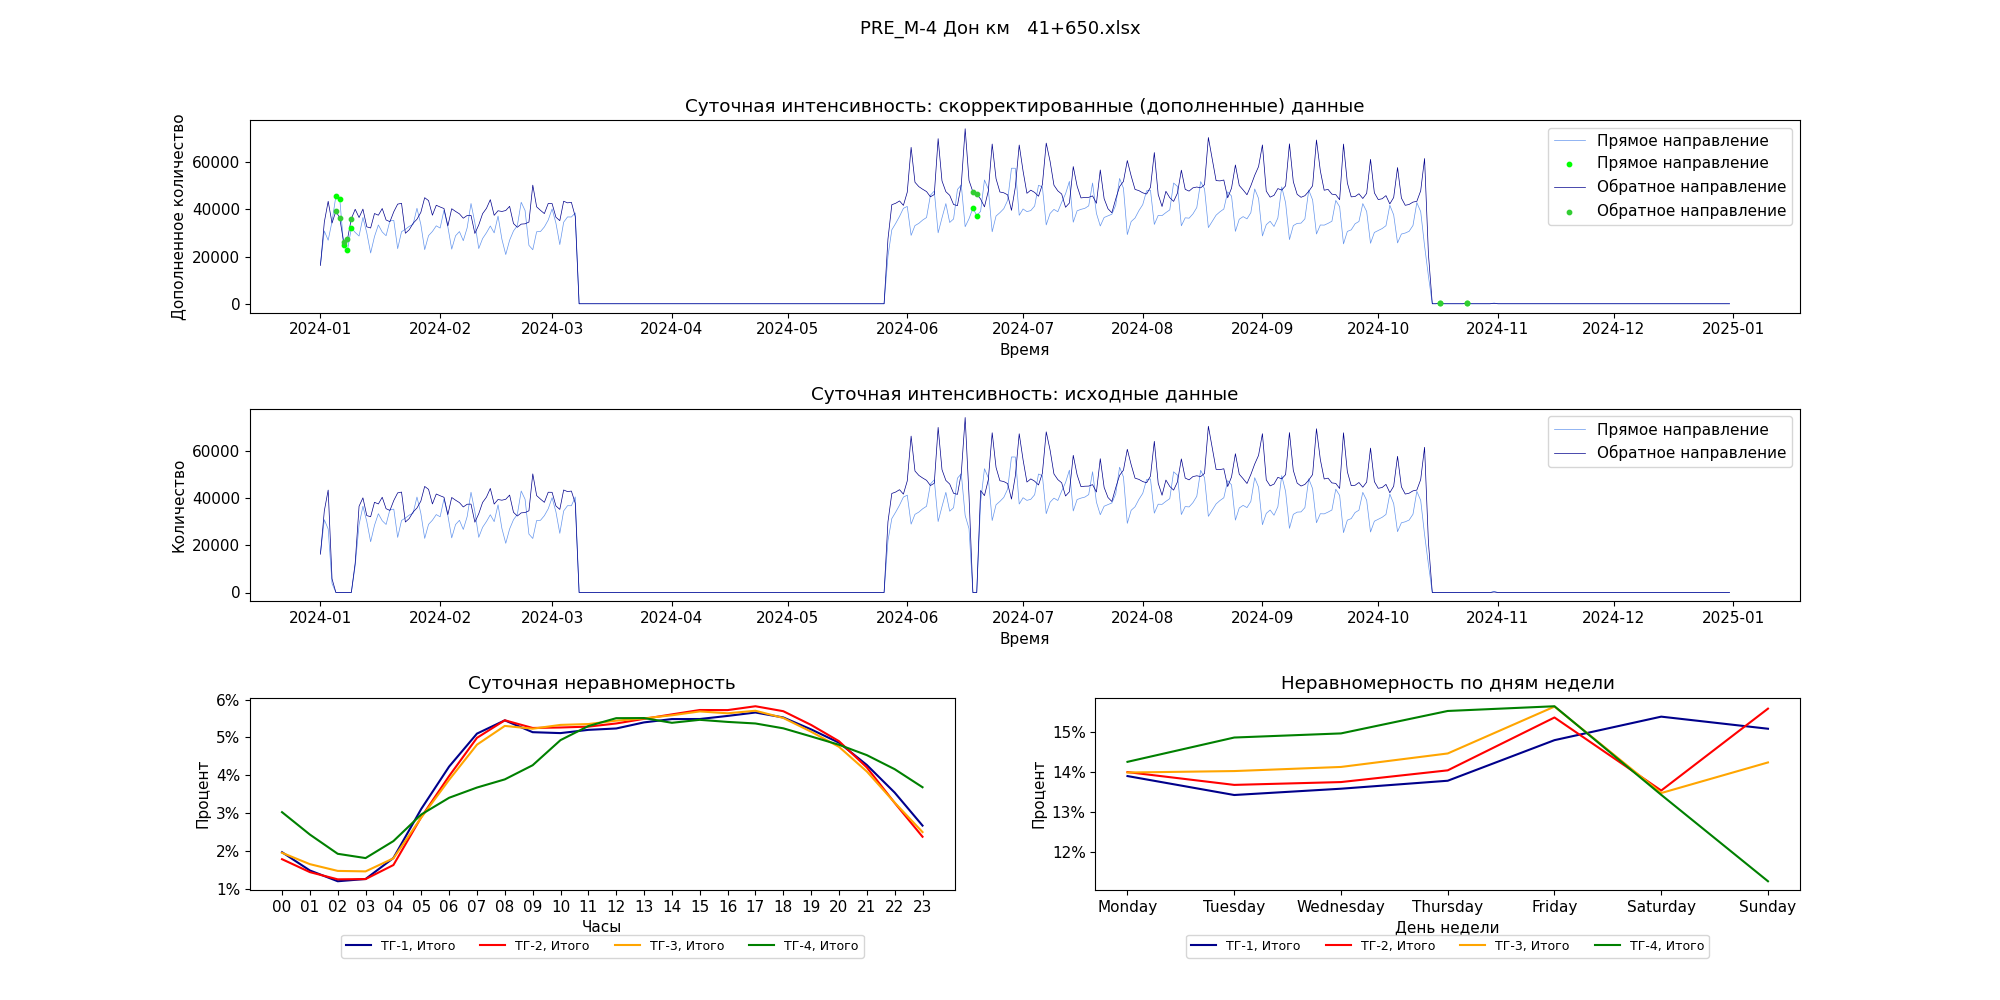 PRE_М-4 Дон км   41+650.xlsx
Суточная интенсивность: скорректированные (дополненные) данные
Дополненное количество
60000
40000
20000
0
Прямое направление
Прямое направление
Обратное направление
Обратное направление
2024-01 2024-02 2024-03 2024-04 2024-05 2024-06 2024-07 2024-08 2024-09 2024-10 2024-11 2024-12 2025-01
Время
Суточная интенсивность: исходные данные
Количество
60000
40000
20000
0
Прямое направление
Обратное направление
2024-01 2024-02 2024-03 2024-04 2024-05 2024-06 2024-07 2024-08 2024-09 2024-10 2024-11 2024-12 2025-01
Время
Суточная неравномерность
Процент
6%
5%
4%
3%
2%
1%
00 01 02 03 04 05 06 07 08 09 10 11 12 13 14 15 16 17 18 19 20 21 22 23
Часы
ТГ-1, Итого ТГ-2, Итого ТГ-3, Итого ТГ-4, Итого
Неравномерность по дням недели
Процент
15%
14%
13%
12%
Monday Tuesday Wednesday Thursday Friday Saturday Sunday
День недели
ТГ-1, Итого ТГ-2, Итого ТГ-3, Итого ТГ-4, Итого